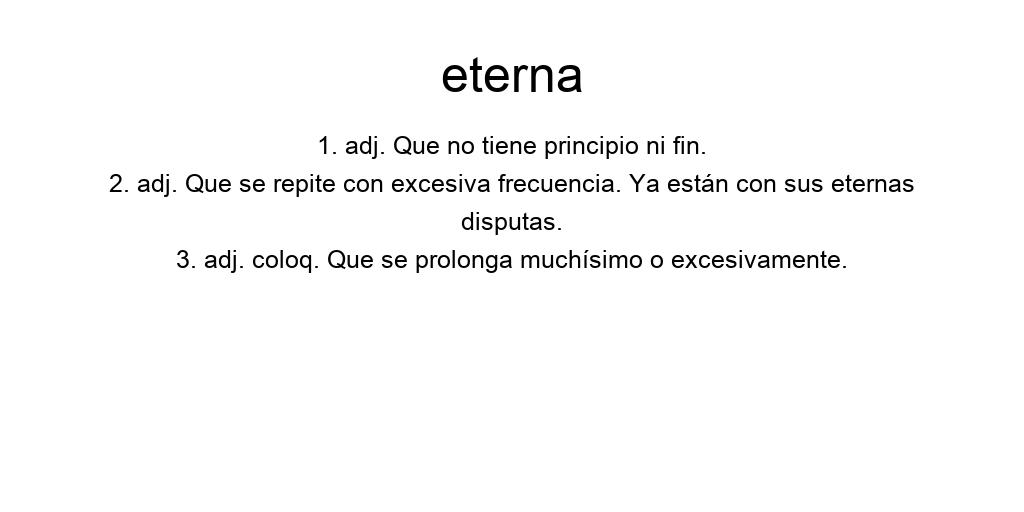 eterna
1. adj. Que no tiene principio ni fin.
2. adj. Que se repite con excesiva frecuencia. Ya están con sus eternas
disputas.
3. adj. coloq. Que se prolonga muchísimo o excesivamente.